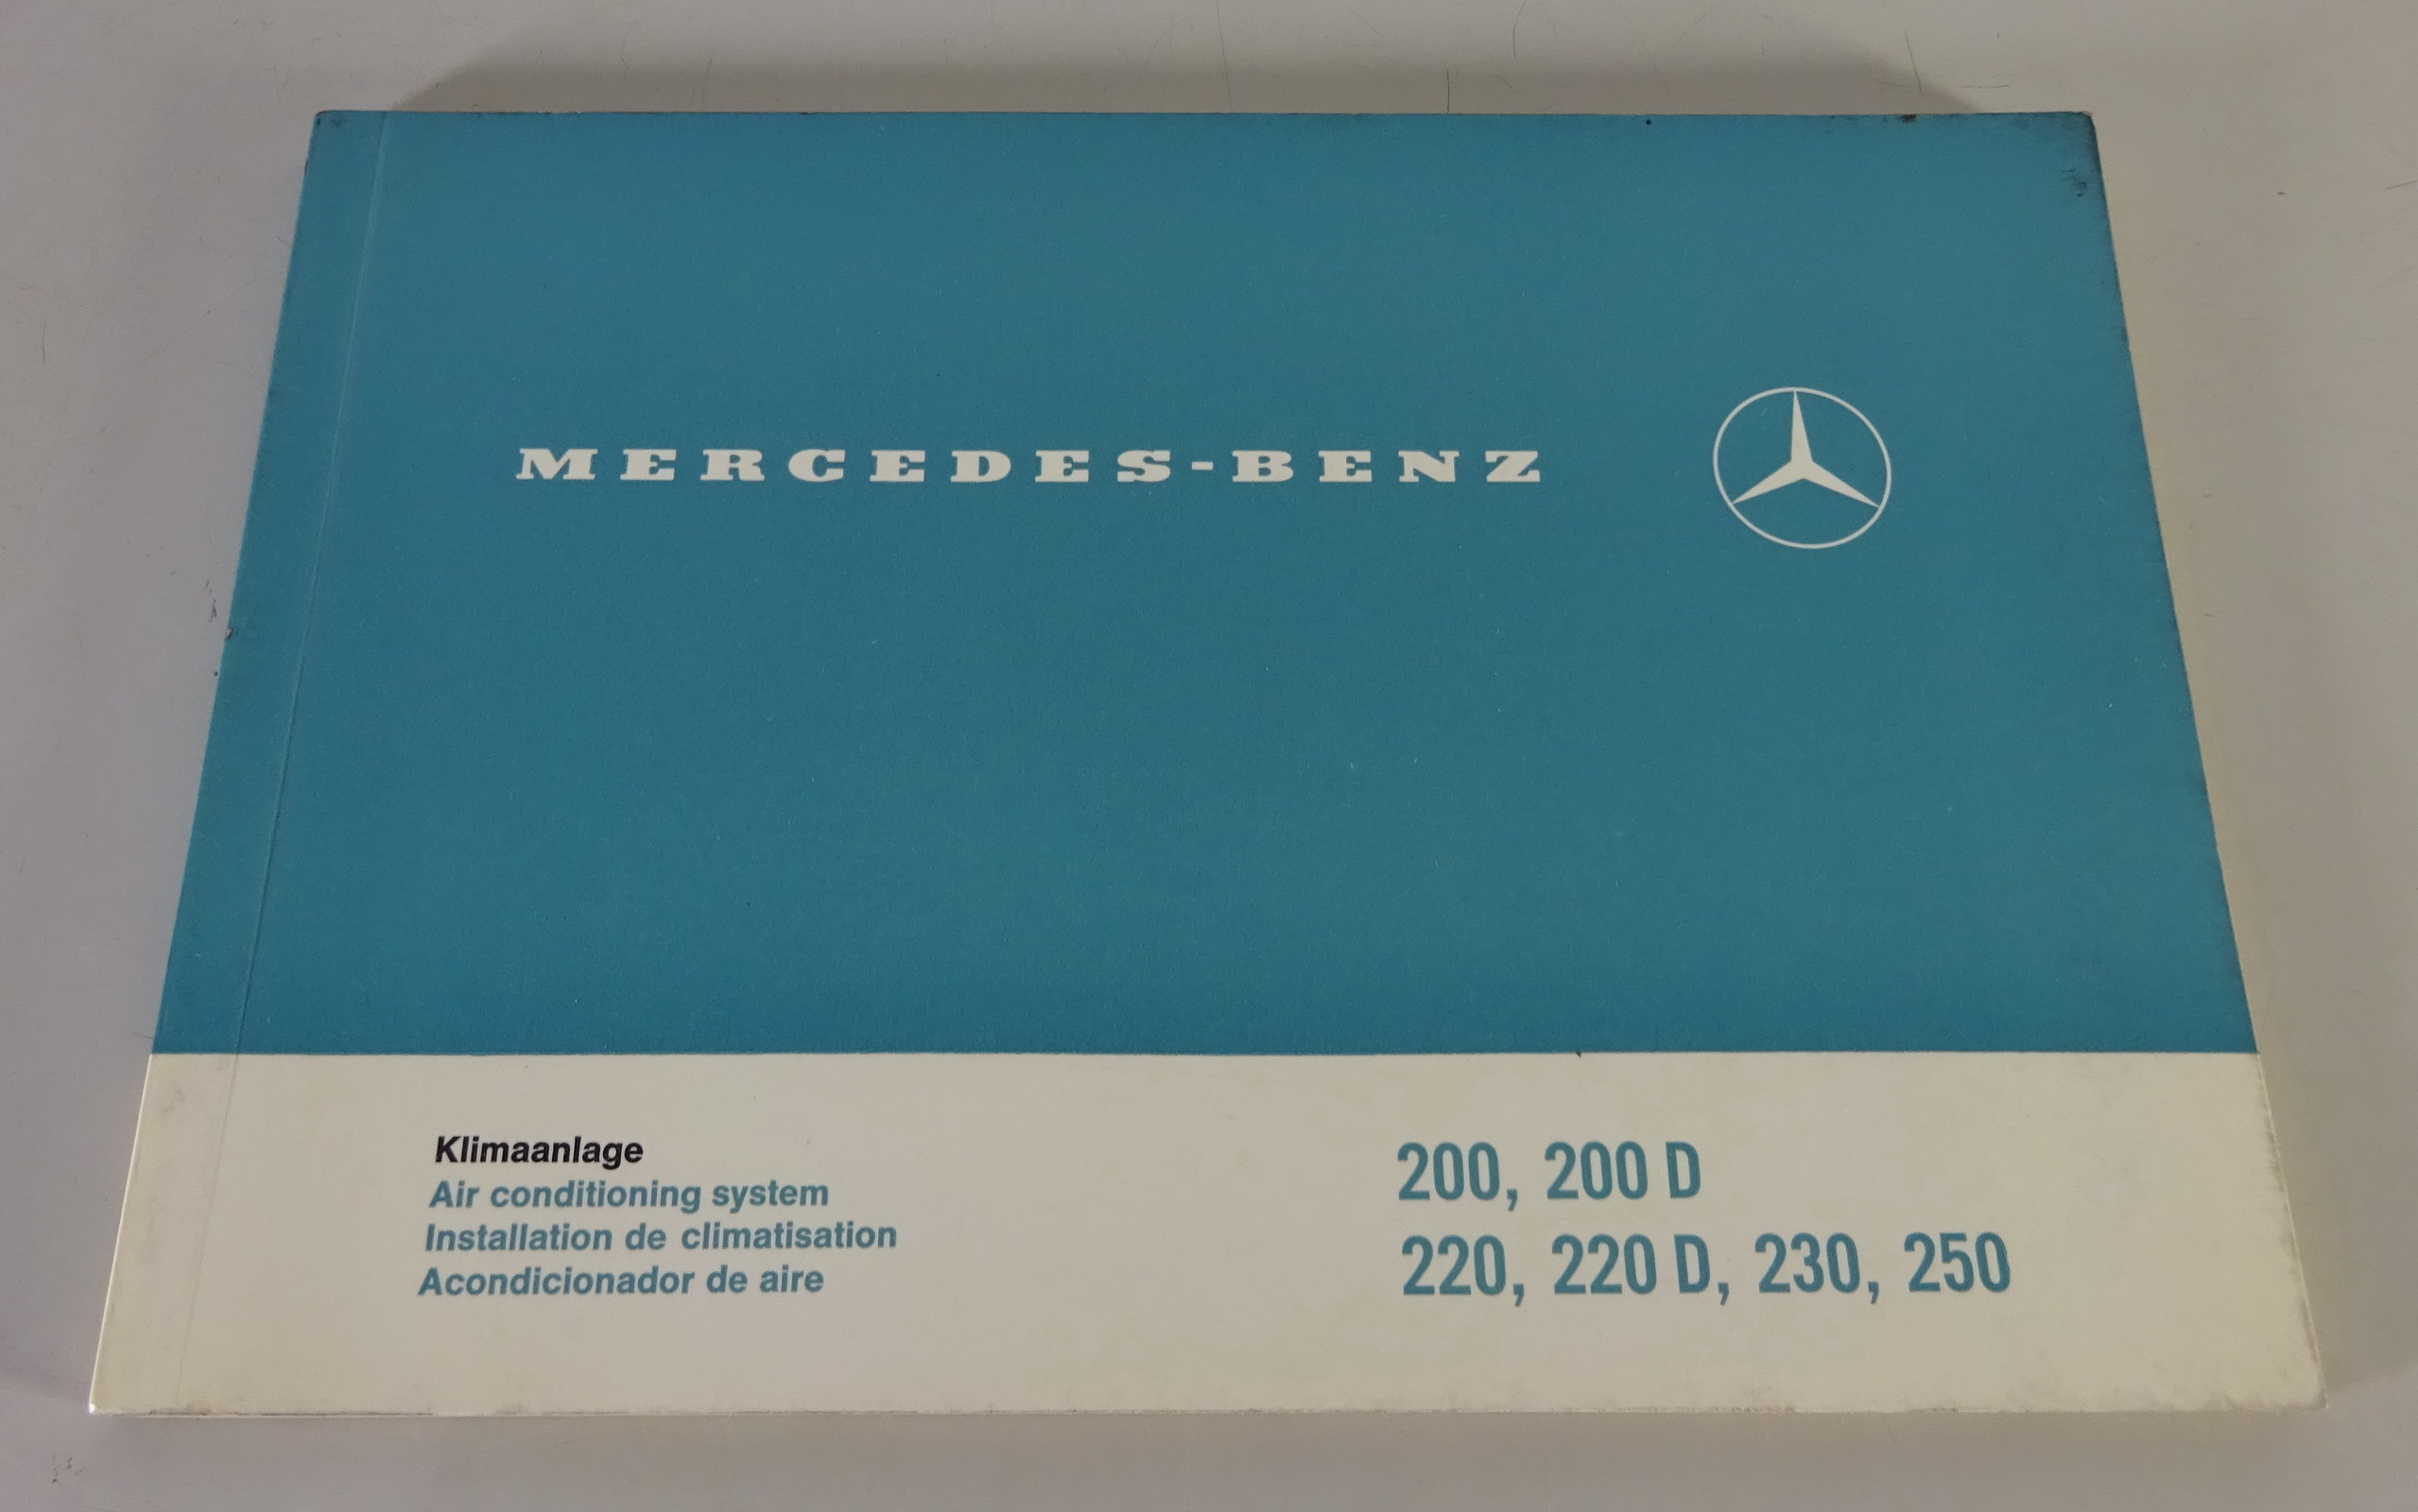 MERCEDES-BENZ
Klimaanlage
Air conditioning system
Installation de climatisation
Acondicionador de aire
200, 200 D
220, 220 D, 230, 250